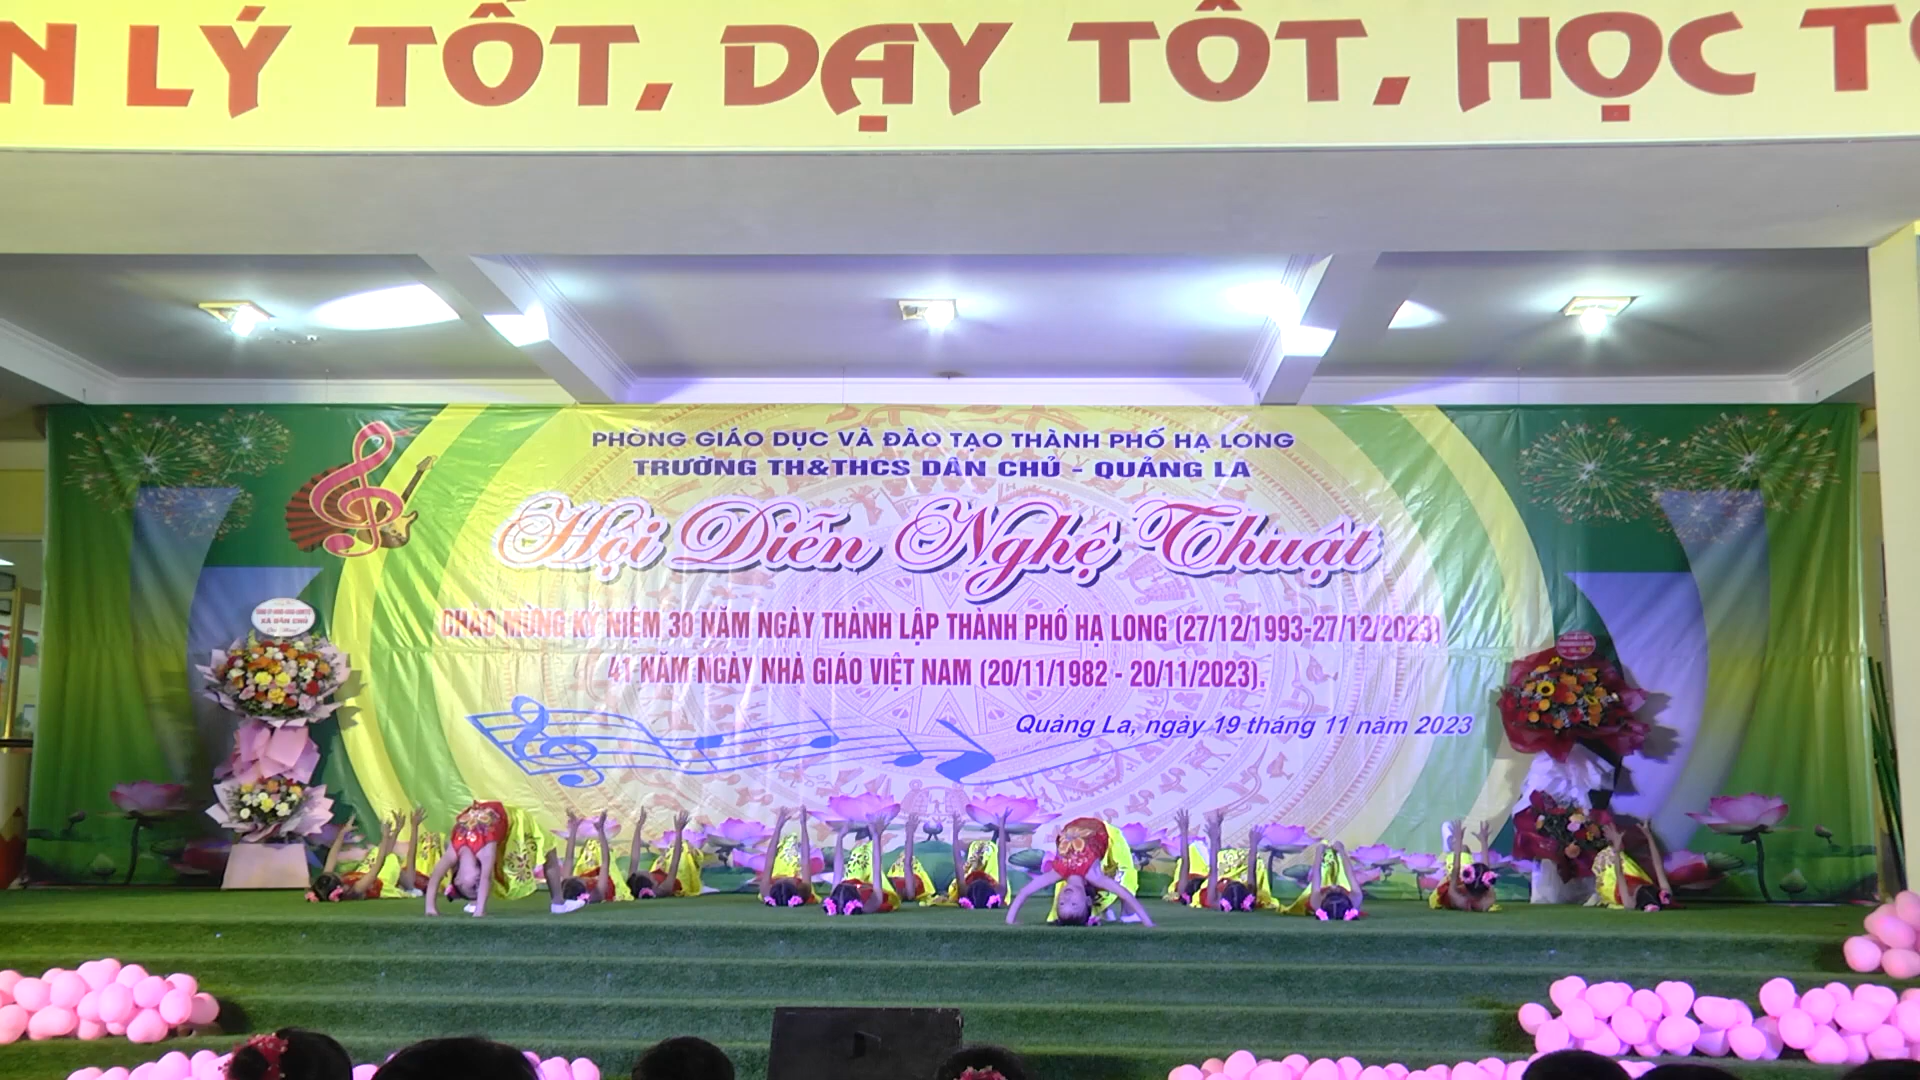 N LÝ TỐT, DẠY TỐT, HỌC T
PHÒNG GIÁO DỤC VÀ ĐÀO TẠO THÀNH PHỐ HẠ LONG
TRƯỜNG TH&THCS DÂN CHỦ - QUẢNG LA
Hội Diễn Nghệ Thuật
CHÀO MỪNG KỶ NIỆM 30 NĂM NGÀY THÀNH LẬP THÀNH PHỐ HẠ LONG (27/12/1993-27/12/2023)
41 NĂM NGÀY NHÀ GIÁO VIỆT NAM (20/11/1982 - 20/11/2023).
Quảng La, ngày 19 tháng 11 năm 2023
XÃ DÂN CHỦ